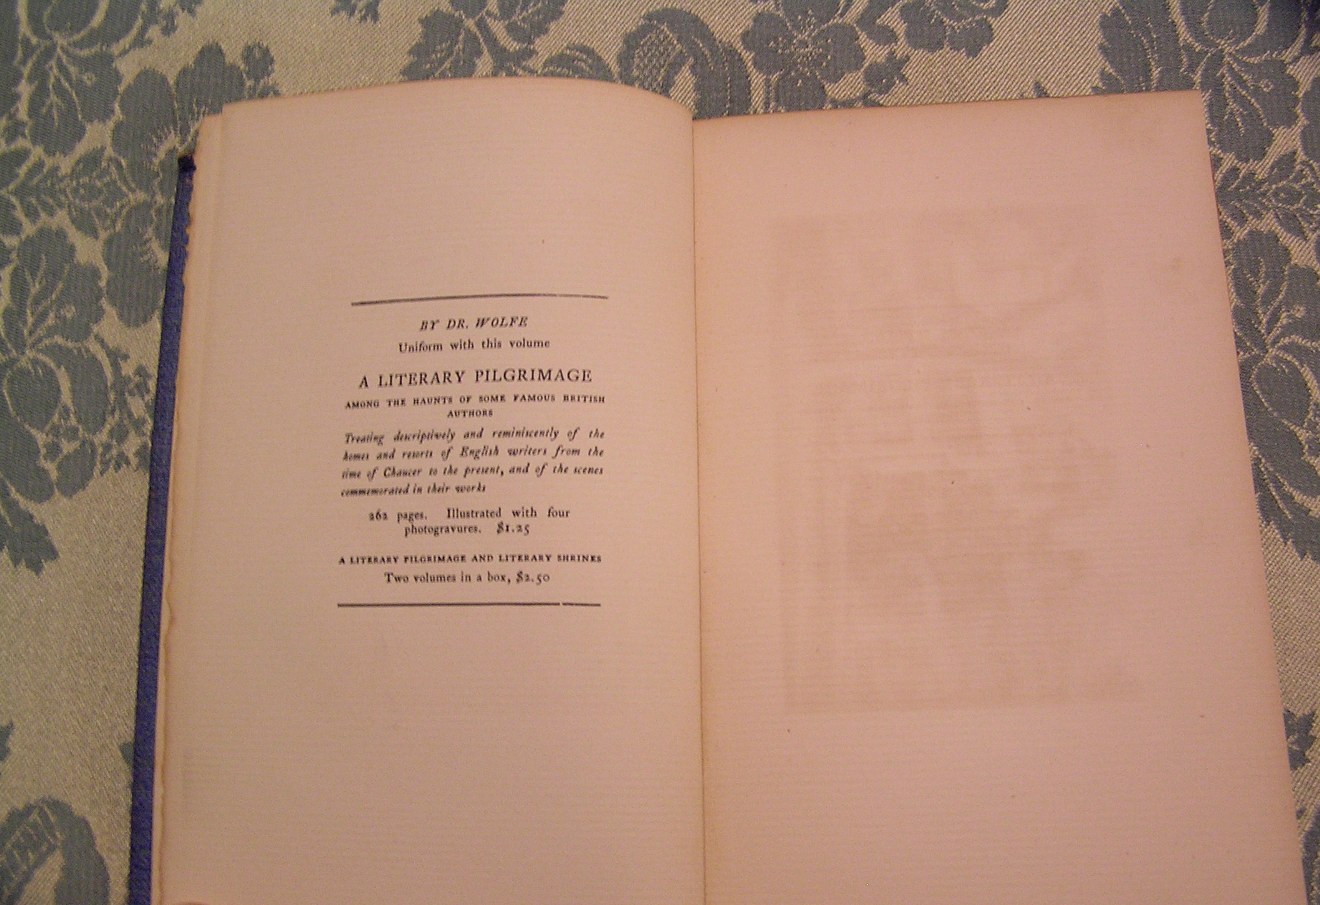 BY DR. WOLFE
Uniform with this volume
A LITERARY PILGRIMAGE
AMONG THE HAUNTS OF SOME FAMOUS BRITISH
AUTHORS
Treating descriptively and reminiscently of the
homes and resorts of English writers from the
time of Chaucer to the present, and of the scenes
commemorated in their works
262 pages. Illustrated with four
photogravures. $1.25
A LITERARY PILGRIMAGE AND LITERARY SHRINES
Two volumes in a box, $2.50